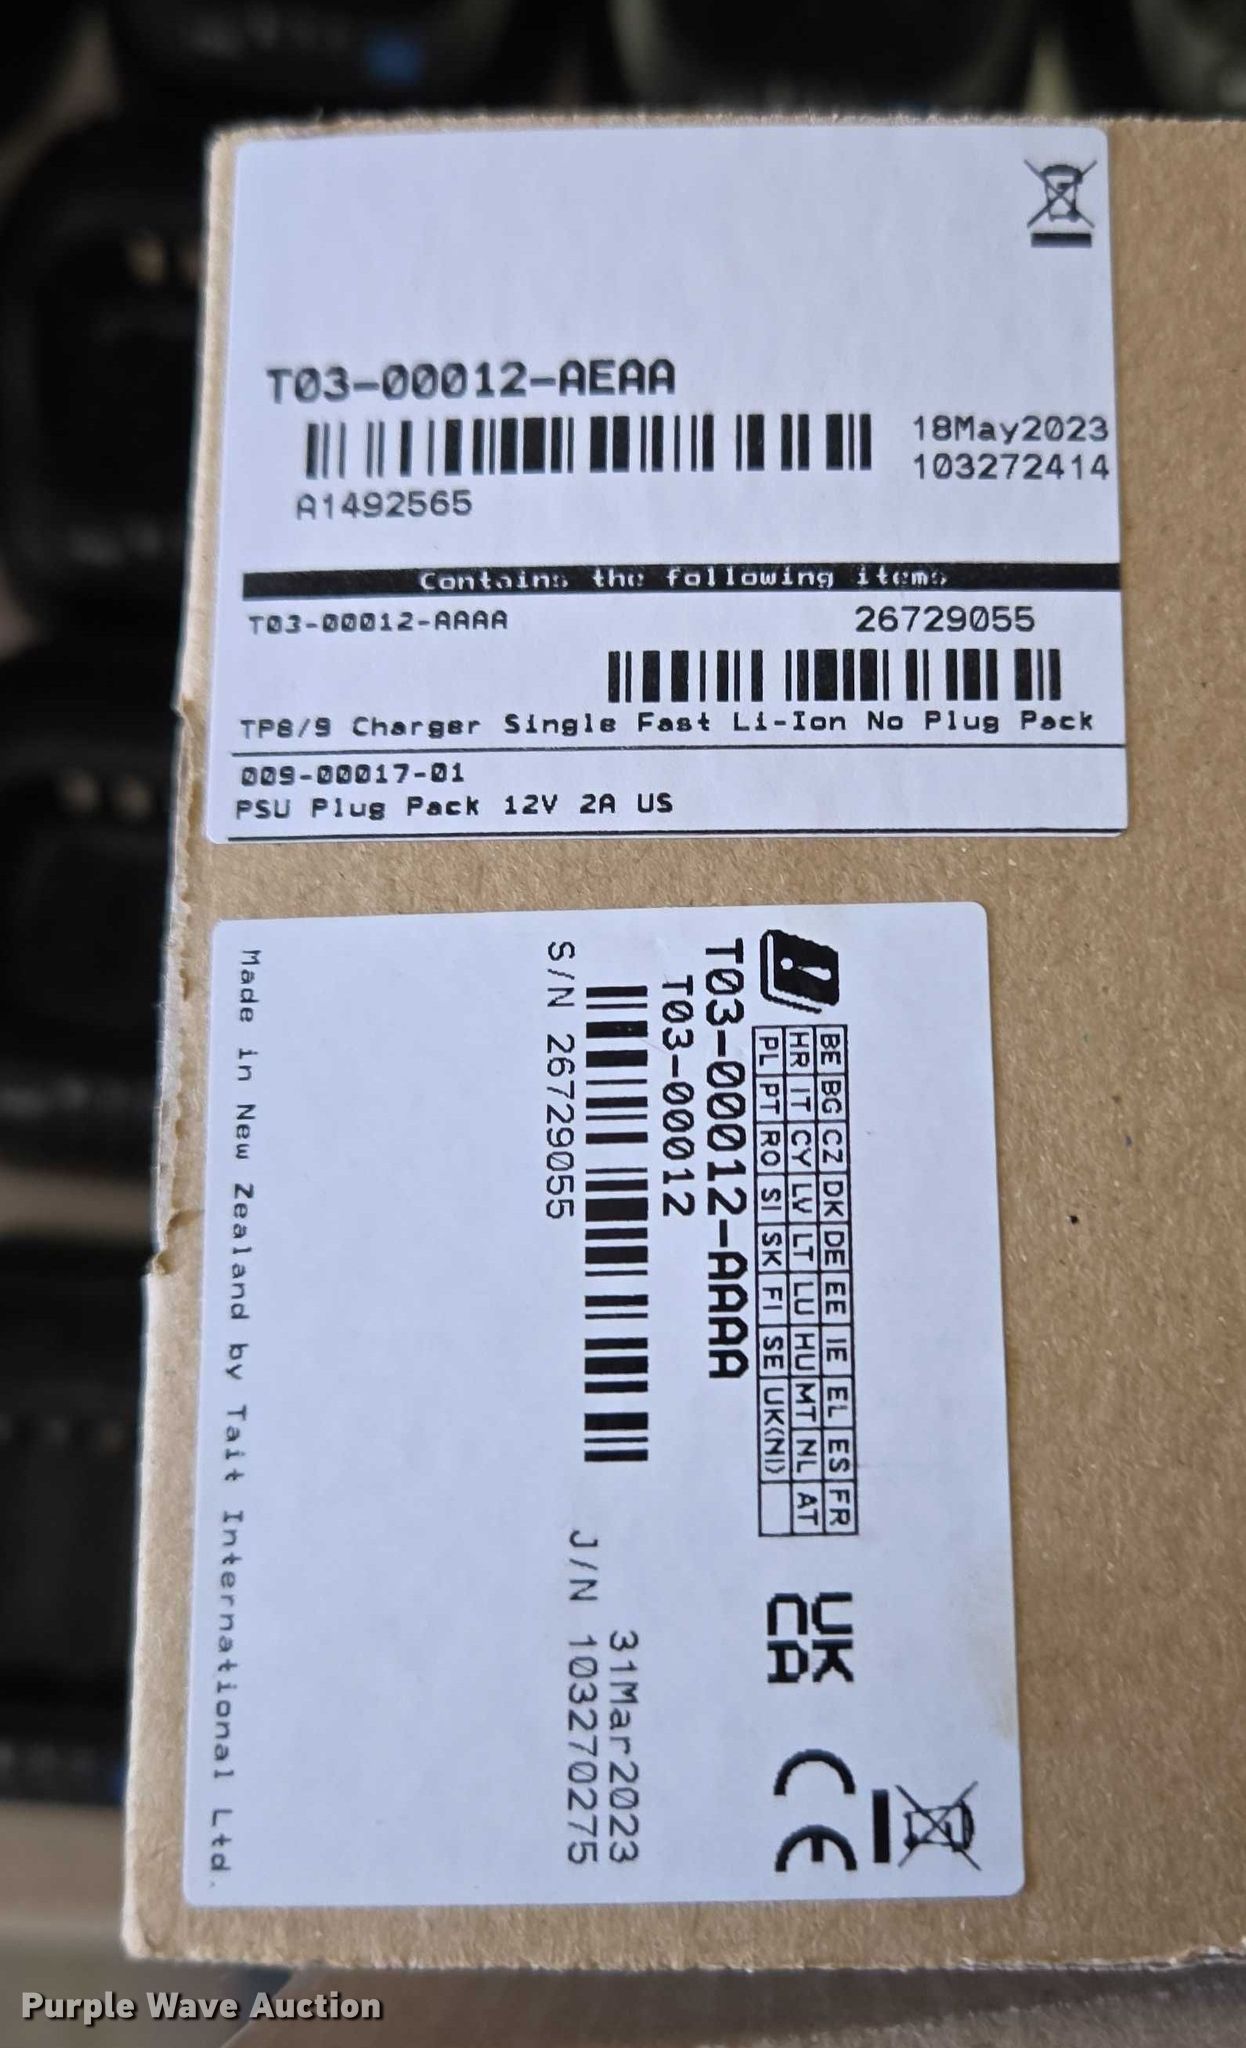 T03-00012-AEAA
18May2023
103272414
A1492565
Contains the following items
T03-00012-AAAA
26729055
TP8/9 Charger Single Fast Li-Ion No Plug Pack
009-00017-01
PSU Plug Pack 12V 2A US
BE BG CZ DK DE EE IE EL ES FR
HR IT CY LV LT LU HU MT NL AT
PL PT RO SI SK FI SE UK(NI)
UK
CA
CE
T03-00012-AAAA
T03-00012
31Mar2023
S/N 26729055
J/N 103270275
Made in New Zealand by Tait International Ltd.
Purple Wave Auction